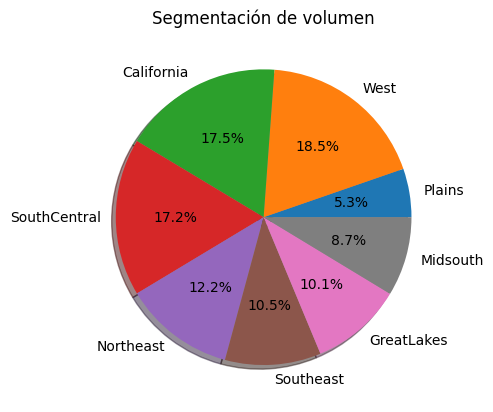 Segmentación de volumen
California
West
17.5%
18.5%
Plains
5.3%
SouthCentral
17.2%
8.7%
Midsouth
12.2%
10.1%
10.5%
Northeast
GreatLakes
Southeast